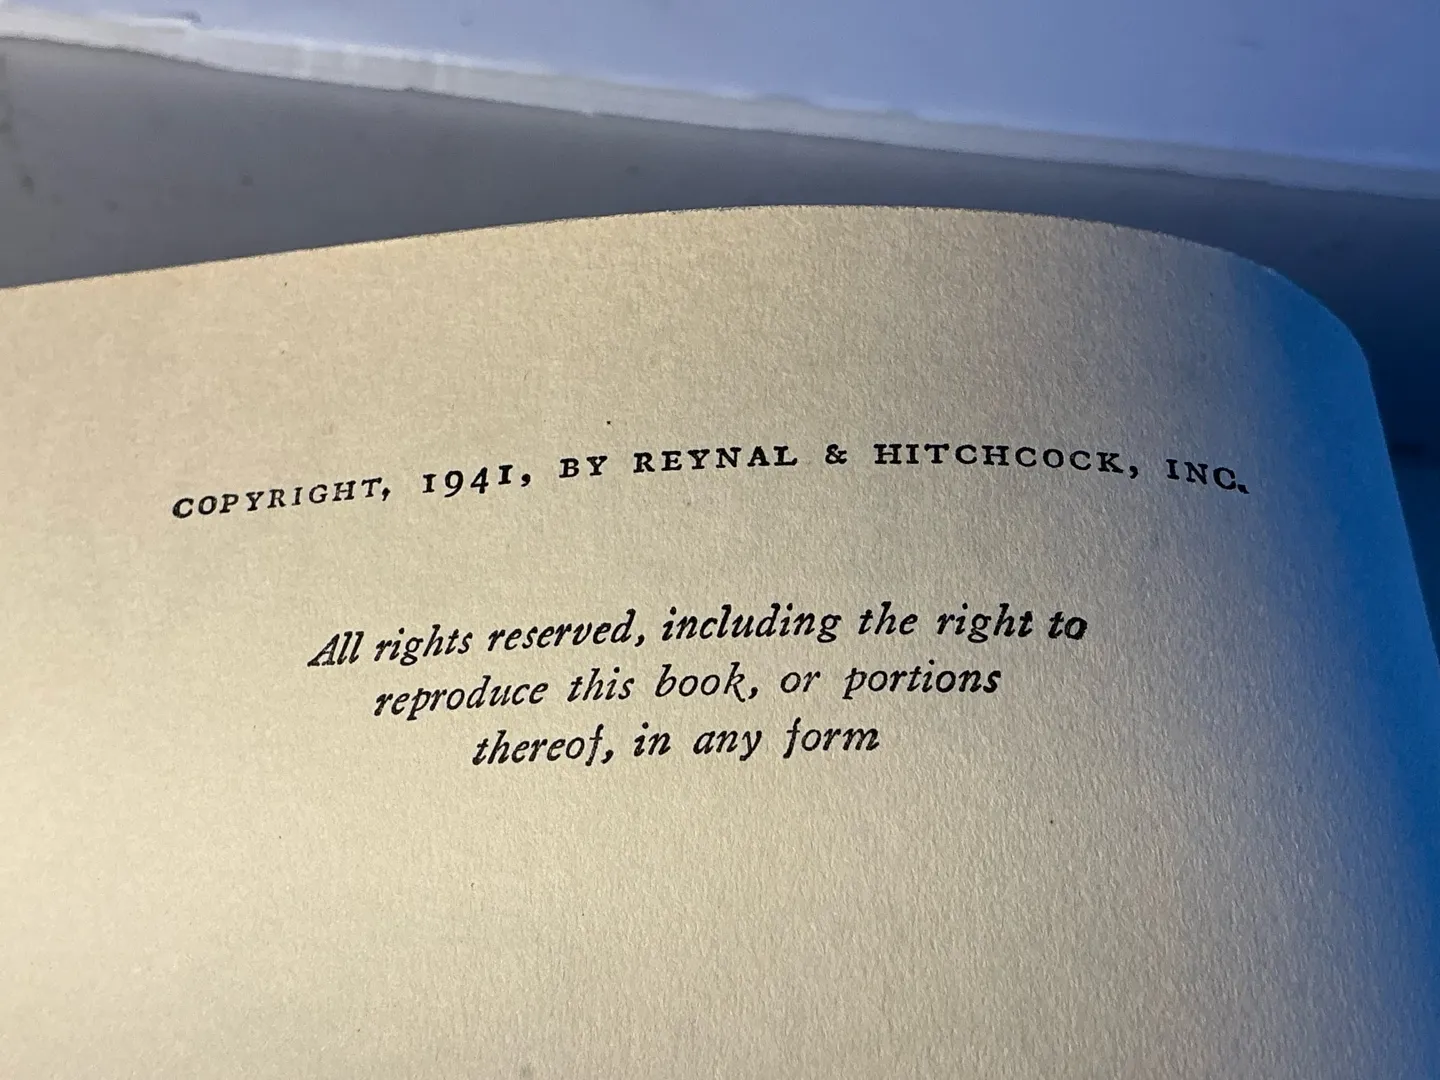 COPYRIGHT, 1941, BY REYNAL & HITCHCOCK, INC.
All rights reserved, including the right to
reproduce this book, or portions
thereof, in any form